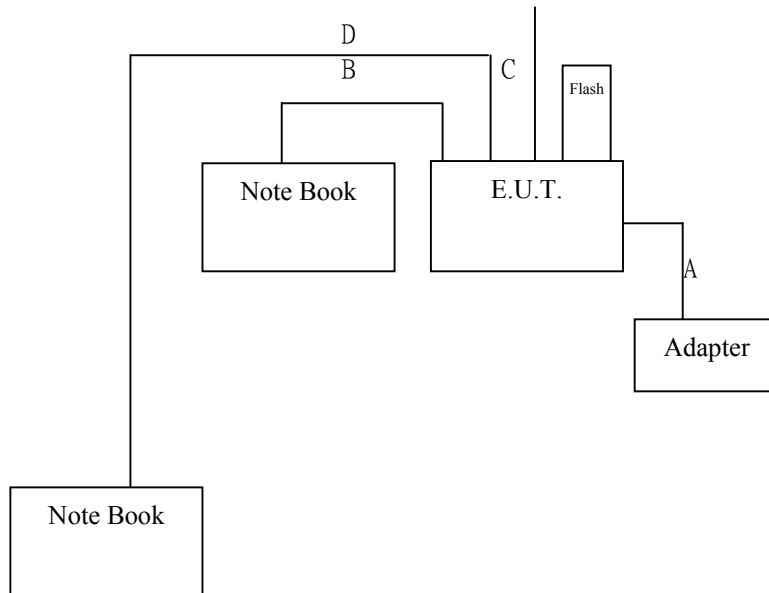 D
B
C
Flash
Note Book
E.U.T.
A
Adapter
Note Book